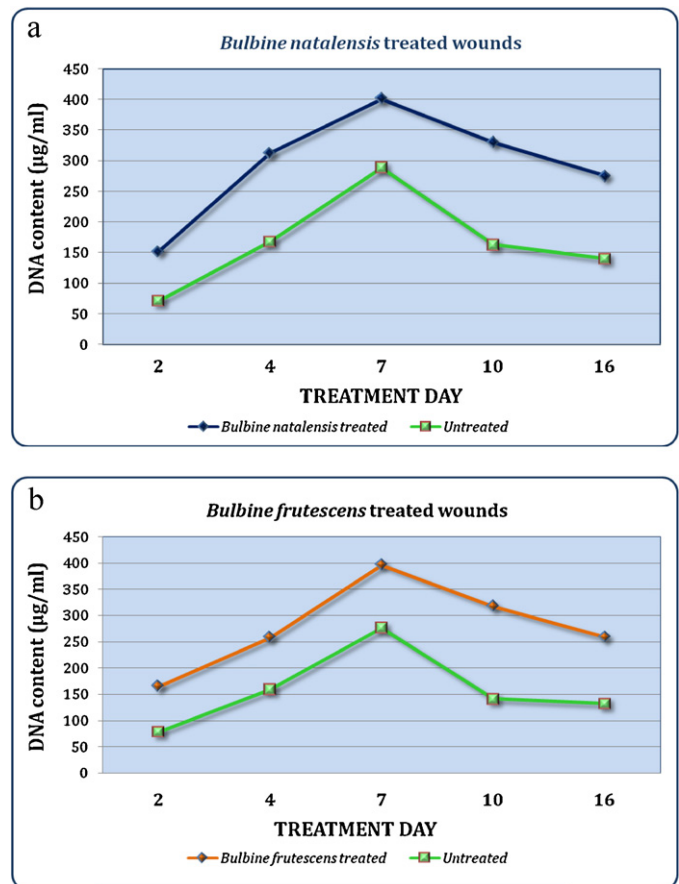 a
Bulbine natalensis treated wounds
450
400
350
300
250
200
150
100
50
0
DNA content (µg/ml)
2 4 7 10 16
TREATMENT DAY
Bulbine natalensis treated Untreated
b
Bulbine frutescens treated wounds
450
400
350
300
250
200
150
100
50
0
DNA content (µg/ml)
2 4 7 10 16
TREATMENT DAY
Bulbine frutescens treated Untreated